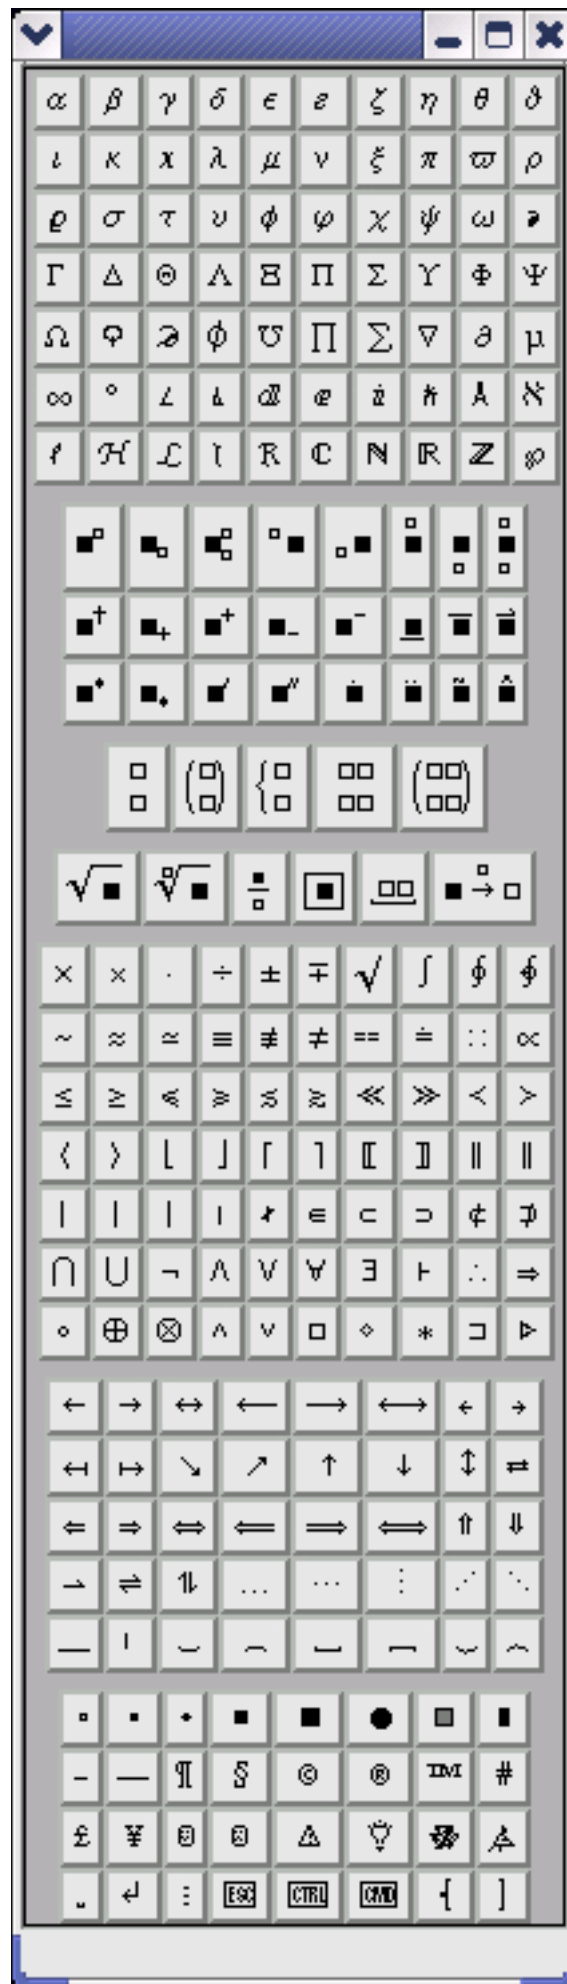 α β γ δ ϵ ε ζ η θ ϑ
ι κ ϰ λ μ ν ξ π ϖ ρ
ϱ σ τ υ ϕ φ χ ψ ω
Γ Δ Θ Λ Ξ Π Σ ϒ Φ Ψ
Ω Ϙ ϕ ℧ ∏ ∑ ∇ ∂ µ
∞ ° ∠ Å ℵ
ℓ ℋ ℒ ℂ ℕ ℝ ℤ ℘
■□ ■□ ■□□ □■ □■ □■ ■□ □■□
■† ■+ ■+ ■_ ■-
■′ ■″
□ □ (□ □) {□ □ □□ □□ (□□ □□)
√■ □√■ ■/□ ■ □□ ■ □→ □
× × · ÷ ± ∓ √ ∫ ∮ ∲
~ ≈ ≃ ≡ ≢ ≠ == ≐ ∷ ∝
≤ ≥ ⩽ ⩾ ≲ ≳ ≪ ≫ ≺ ≻
〈 〉 ⌊ ⌋ ⌈ ⌉ 〚 〛 ‖ ‖
| | | | ∤ ∈ ⊂ ⊃ ⊄ ⊅
⋂ ⋃ ¬ ∧ ∨ ∀ ∃ ⊢ ∴ ⇒
∘ ⊕ ⊗ ∧ ∨ □ ⋄ * ⊐ ⊳
← → ↔ ⟵ ⟶ ⟷ ← →
↤ ↦ ↘ ↗ ↑ ↓ ↕ ⇄
⇐ ⇒ ⇔ ⟸ ⟹ ⟺ ⇑ ⇓
⇀ ⇌ … ⋯ ⋮ ⋰ ⋱
▫ ▪ • ■ ■ ● ▮
– — ¶ § © ® TM #
£ ¥
↵ ⋮ ESC CTRL CMD ]